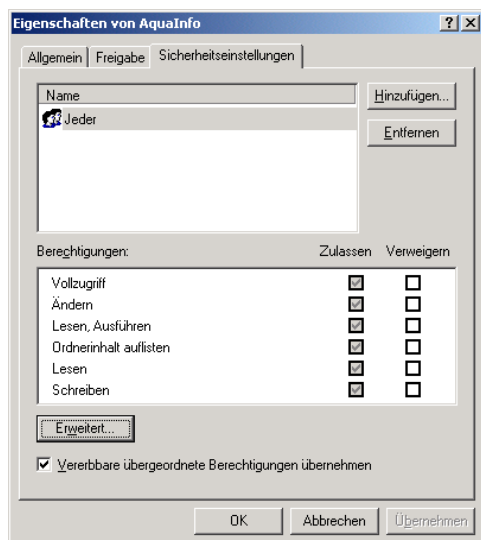 Eigenschaften von AquaInfo
Allgemein Freigabe Sicherheitseinstellungen
Name
Hinzufügen...
Jeder
Entfernen
Berechtigungen: Zulassen Verweigern
Vollzugriff
Ändern
Lesen, Ausführen
Ordnerinhalt auflisten
Lesen
Schreiben
Erweitert...
Vererbbare übergeordnete Berechtigungen übernehmen
OK Abbrechen Übernehmen